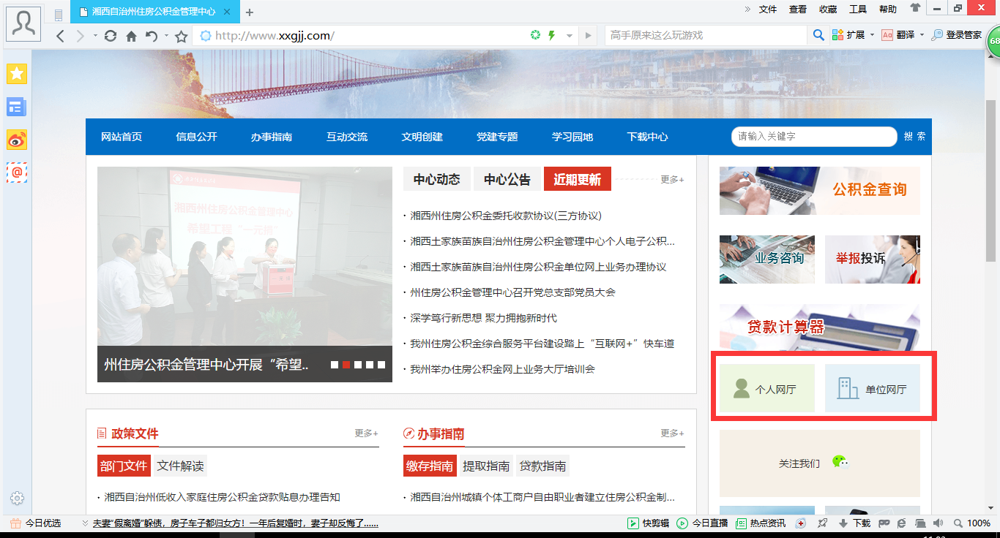 湘西自治州住房公积金管理中心
文件 查看 收藏 工具 帮助
http://www.xxgjj.com/
高手原来这么玩游戏
扩展 翻译 登录管家
68
网站首页 信息公开 办事指南 互动交流 文明创建 党建专题 学习园地 下载中心
请输入关键字
搜 索
湘西州住房公积金管理中心
希望工程“一元捐”
州住房公积金管理中心开展“希望..
中心动态 中心公告 近期更新 更多+
· 湘西州住房公积金委托收款协议(三方协议)
· 湘西土家族苗族自治州住房公积金管理中心个人电子公积...
· 湘西土家族苗族自治州住房公积金单位网上业务办理协议
· 州住房公积金管理中心召开党总支部党员大会
· 深学笃行新思想 聚力拥抱新时代
· 我州住房公积金综合服务平台建设踏上“互联网+”快车道
· 我州举办住房公积金网上业务大厅培训会
公积金查询
业务咨询
举报投诉
贷款计算器
个人网厅
单位网厅
关注我们
政策文件 更多+
部门文件 文件解读
· 湘西自治州低收入家庭住房公积金贷款贴息办理告知
办事指南 更多+
缴存指南 提取指南 贷款指南
· 湘西自治州城镇个体工商户自由职业者建立住房公积金制...
今日优选
夫妻“假离婚”躲债，房子车子都归女方！一年后复婚时，妻子却反悔了......
快剪辑 今日直播 热点资讯 下载 100%